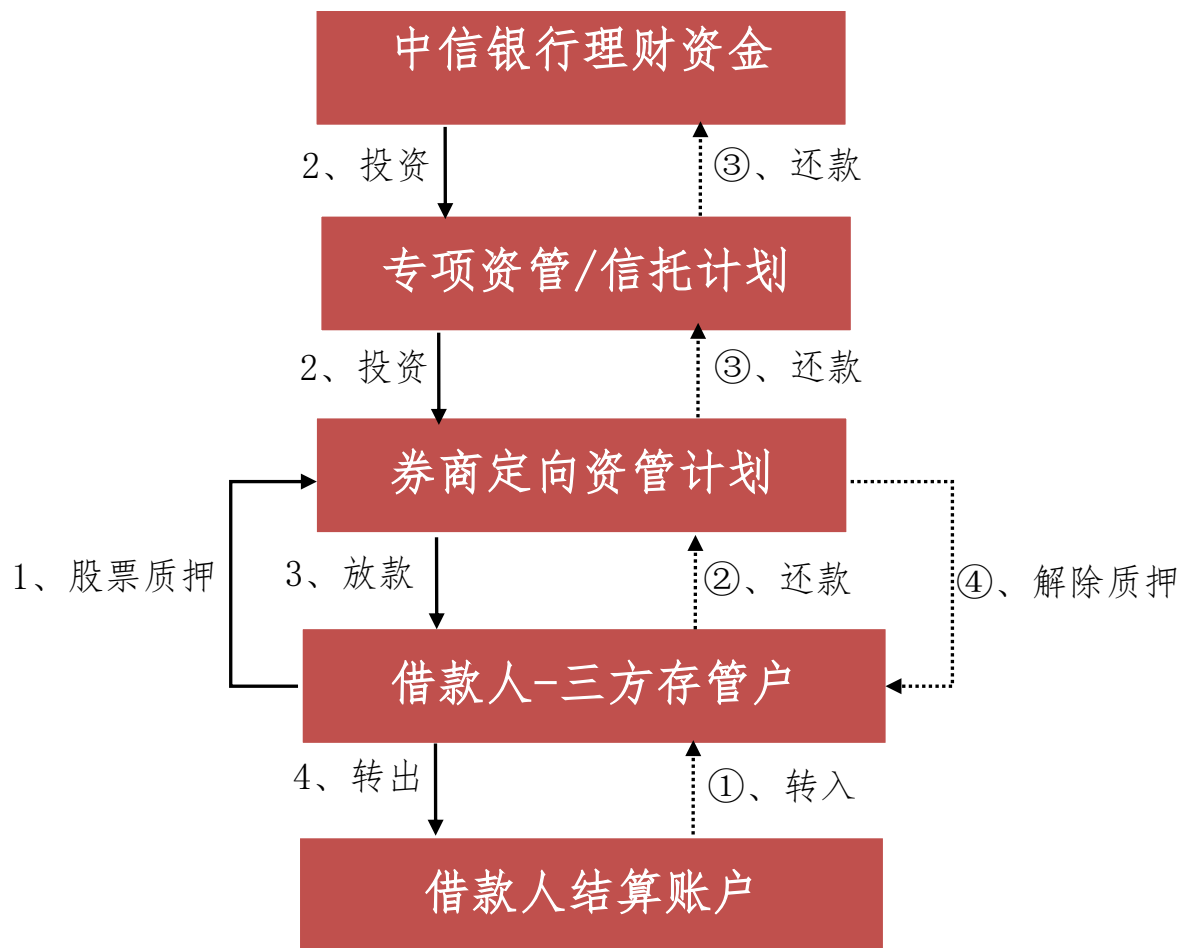 中信银行理财资金
2、投资
③、还款
专项资管/信托计划
2、投资
③、还款
券商定向资管计划
1、股票质押
3、放款
②、还款
④、解除质押
借款人-三方存管户
4、转出
①、转入
借款人结算账户